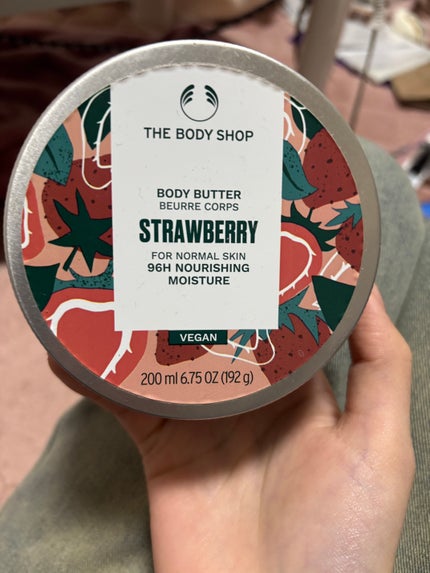 THE BODY SHOP
BODY BUTTER
BEURRE CORPS
STRAWBERRY
FOR NORMAL SKIN
96H NOURISHING
MOISTURE
VEGAN
200 ml 6.75 OZ (192 g)